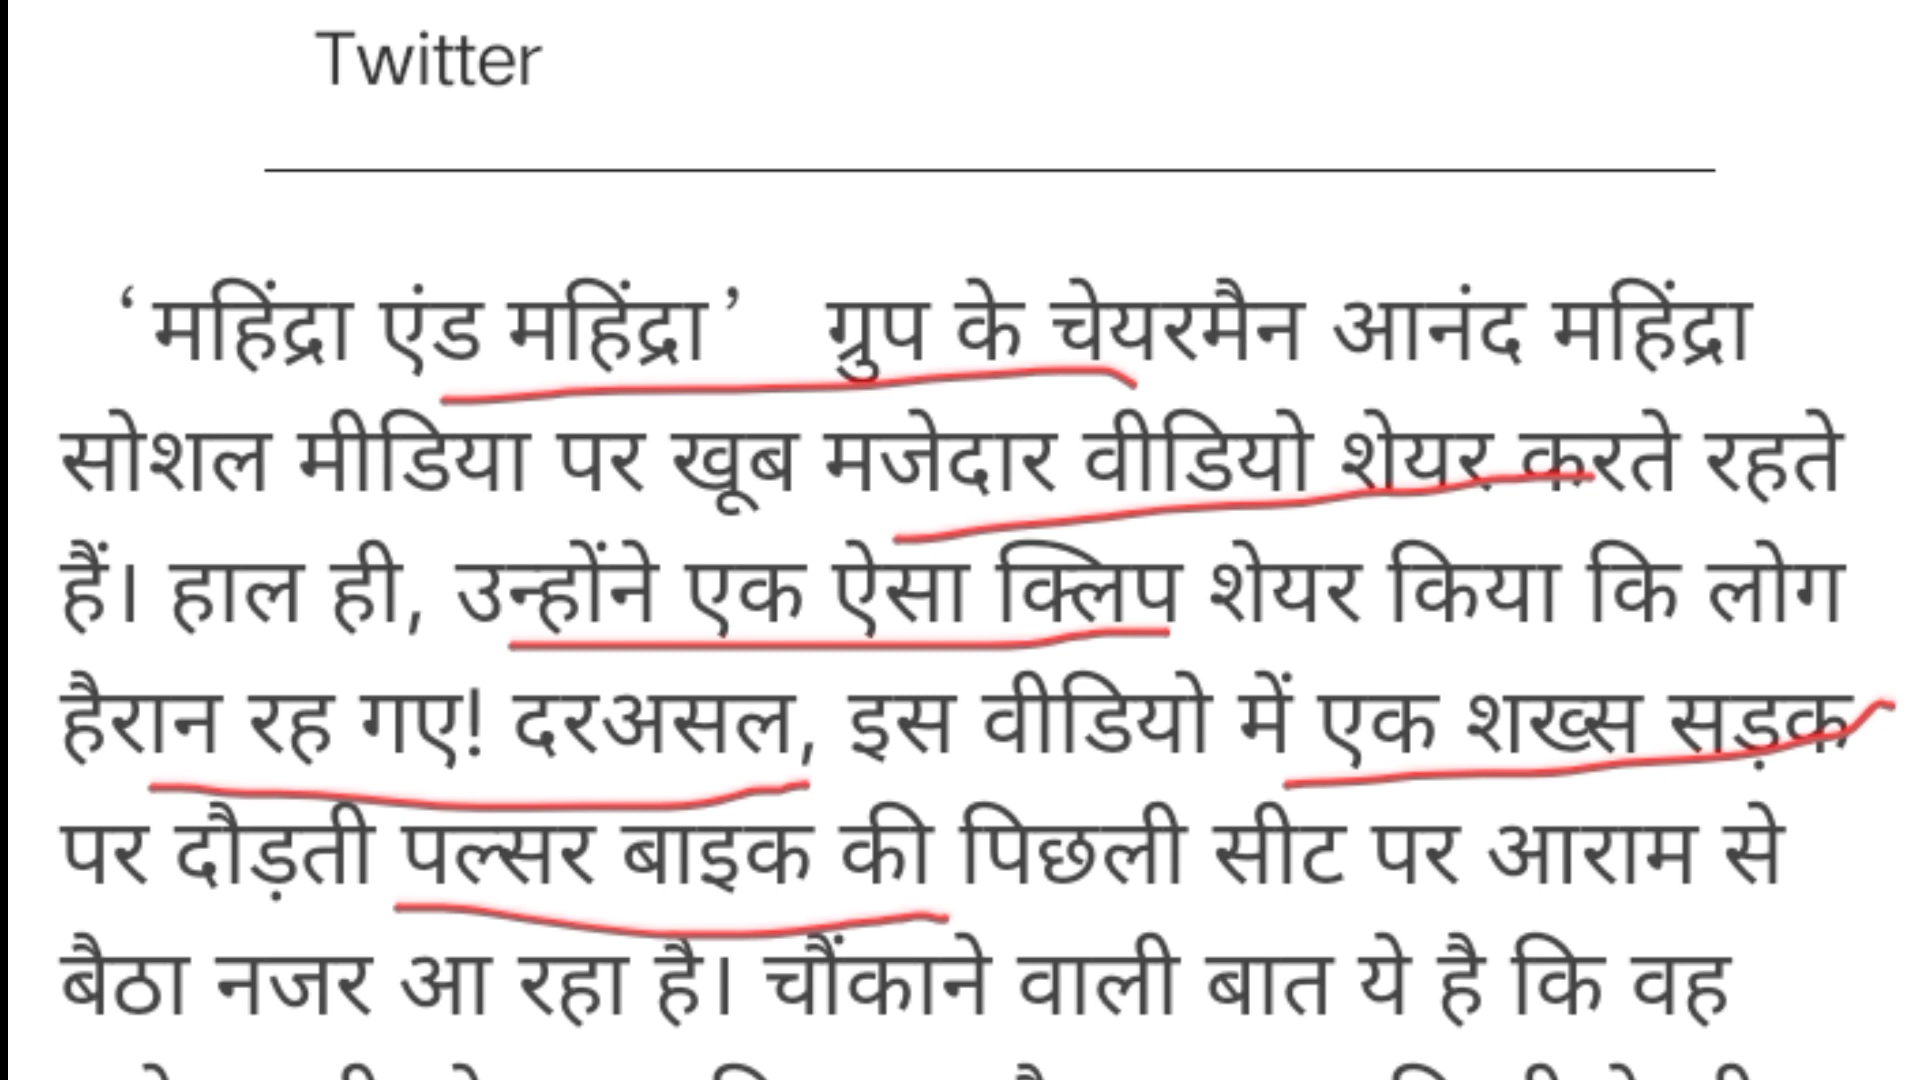 Twitter
‘महिंद्रा एंड महिंद्रा’ ग्रुप के चेयरमैन आनंद महिंद्रा
सोशल मीडिया पर खूब मजेदार वीडियो शेयर करते रहते
हैं। हाल ही, उन्होंने एक ऐसा क्लिप शेयर किया कि लोग
हैरान रह गए! दरअसल, इस वीडियो में एक शख्स सड़क
पर दौड़ती पल्सर बाइक की पिछली सीट पर आराम से
बैठा नजर आ रहा है। चौंकाने वाली बात ये है कि वह